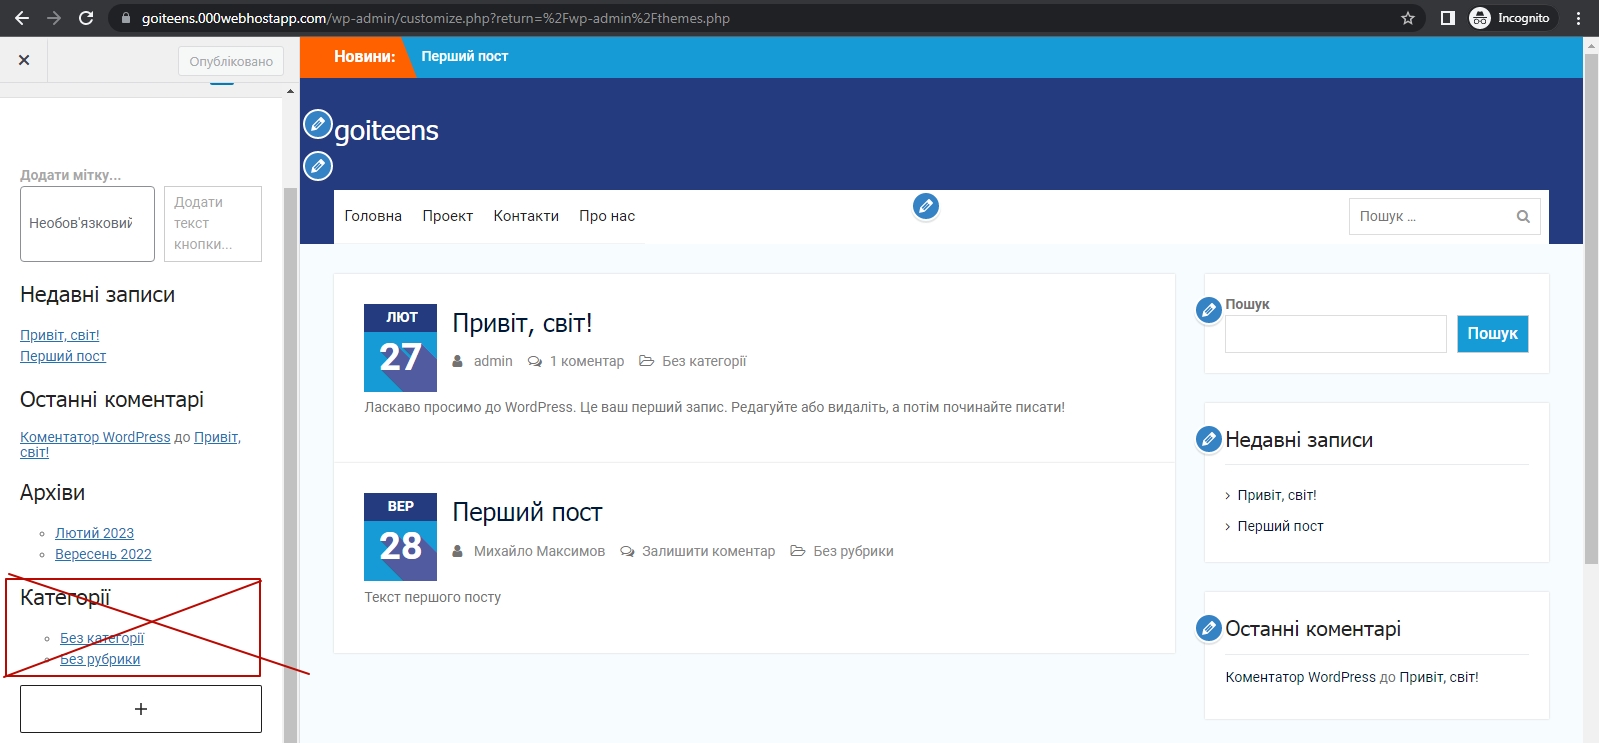 goiteens.000webhostapp.com/wp-admin/customize.php?return=%2Fwp-admin%2Fthemes.php
Incognito
Опубліковано
Додати мітку...
Необов'язковий
Додати
текст
кнопки...
Недавні записи
Привіт, світ!
Перший пост
Останні коментарі
Коментатор WordPress до Привіт,
світ!
Архіви
Лютий 2023
Вересень 2022
Категорії
Без категорії
Без рубрики
+
Новини: Перший пост
goiteens
Головна Проект Контакти Про нас
Пошук ...
ЛЮТ
27
Привіт, світ!
admin 1 коментар Без категорії
Ласкаво просимо до WordPress. Це ваш перший запис. Редагуйте або видаліть, а потім починайте писати!
ВЕР
28
Перший пост
Михайло Максимов Залишити коментар Без рубрики
Текст першого посту
Пошук
Пошук
Недавні записи
Привіт, світ!
Перший пост
Останні коментарі
Коментатор WordPress до Привіт, світ!